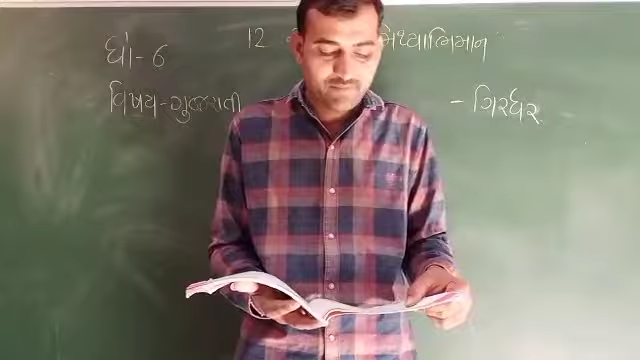 ધો - 6
12 મિથ્યાભિમાન
વિષય - ગુજરાતી
- ગિરધર